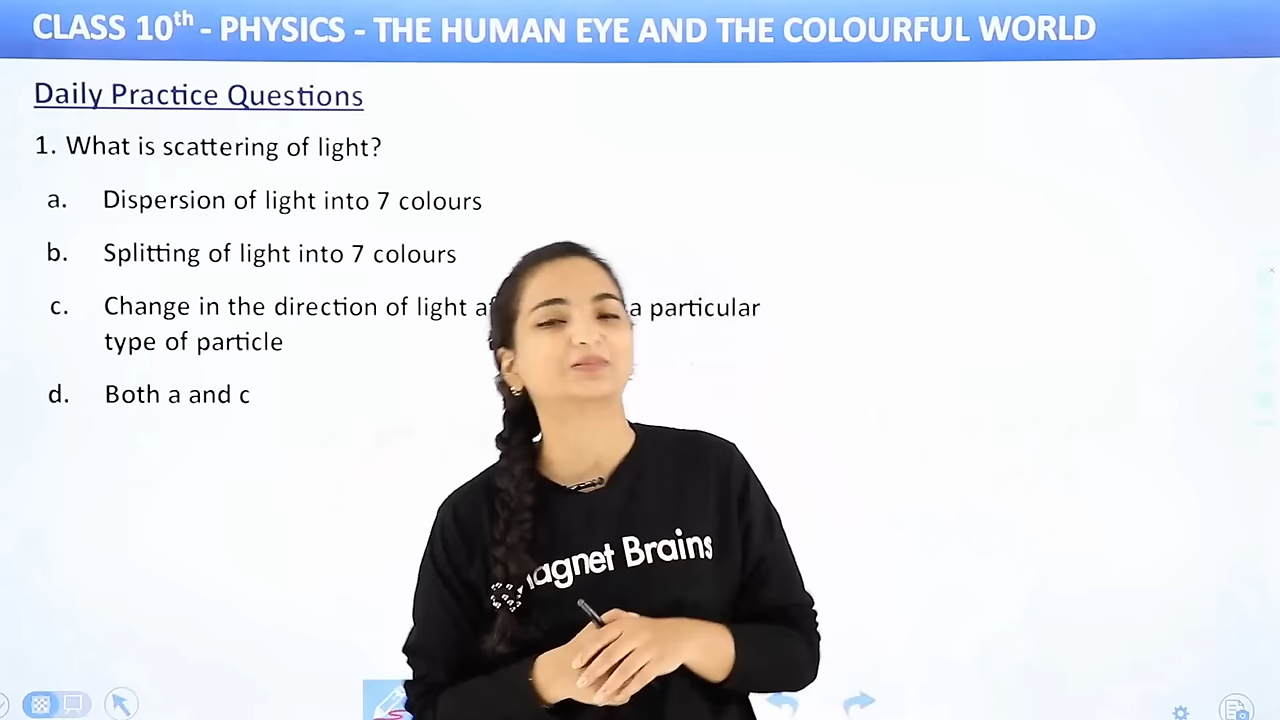 CLASS 10th - PHYSICS - THE HUMAN EYE AND THE COLOURFUL WORLD
Daily Practice Questions
1. What is scattering of light?
a. Dispersion of light into 7 colours
b. Splitting of light into 7 colours
c. Change in the direction of light a particular
type of particle
d. Both a and c
Brains